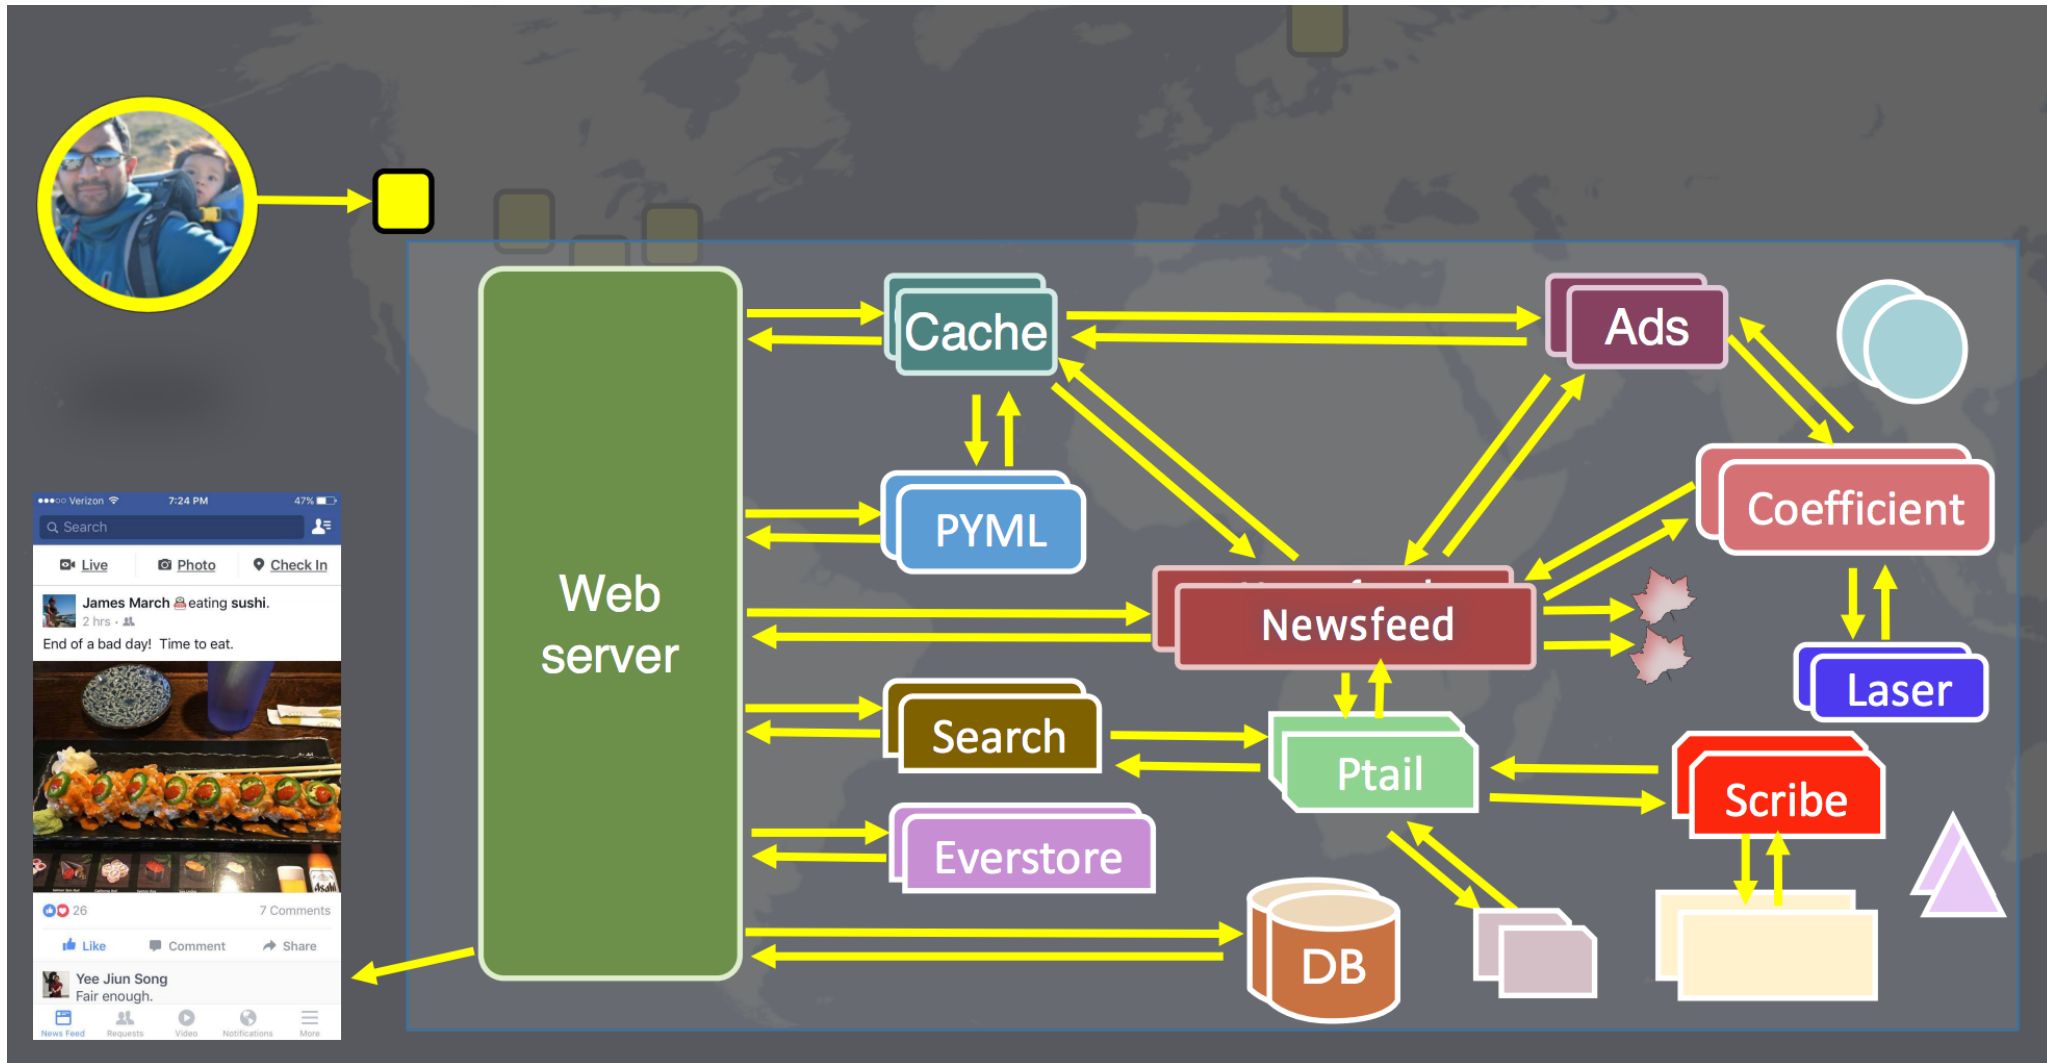 Verizon
7:24 PM
47%
Search
Live
Photo
Check In
James March eating sushi.
2 hrs
End of a bad day! Time to eat.
Asahi
26
7 Comments
Like
Comment
Share
Yee Jiun Song
Fair enough.
News Feed
Requests
Video
Notifications
More
Web
server
Cache
Ads
PYML
Coefficient
Newsfeed
Laser
Search
Ptail
Scribe
Everstore
DB